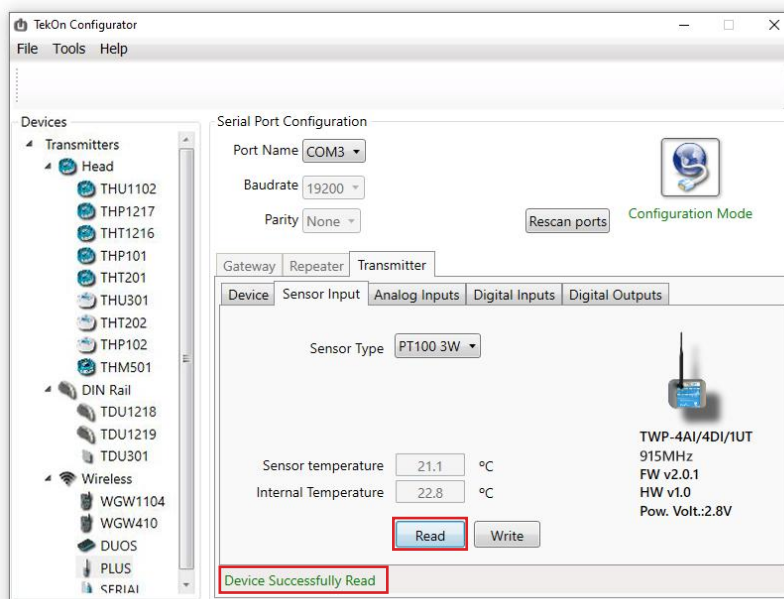 TekOn Configurator
File Tools Help
Devices
Transmitters
Head
THU1102
THP1217
THT1216
THP101
THT201
THU301
THT202
THP102
THM501
DIN Rail
TDU1218
TDU1219
TDU301
Wireless
WGW1104
WGW410
DUOS
PLUS
SERIAL
Serial Port Configuration
Port Name COM3
Baudrate 19200
Parity None
Rescan ports
Configuration Mode
Gateway Repeater Transmitter
Device Sensor Input Analog Inputs Digital Inputs Digital Outputs
Sensor Type PT100 3W
Sensor temperature 21.1 ºC
Internal Temperature 22.8 ºC
Read Write
TWP-4AI/4DI/1UT
915MHz
FW v2.0.1
HW v1.0
Pow. Volt.:2.8V
Device Successfully Read